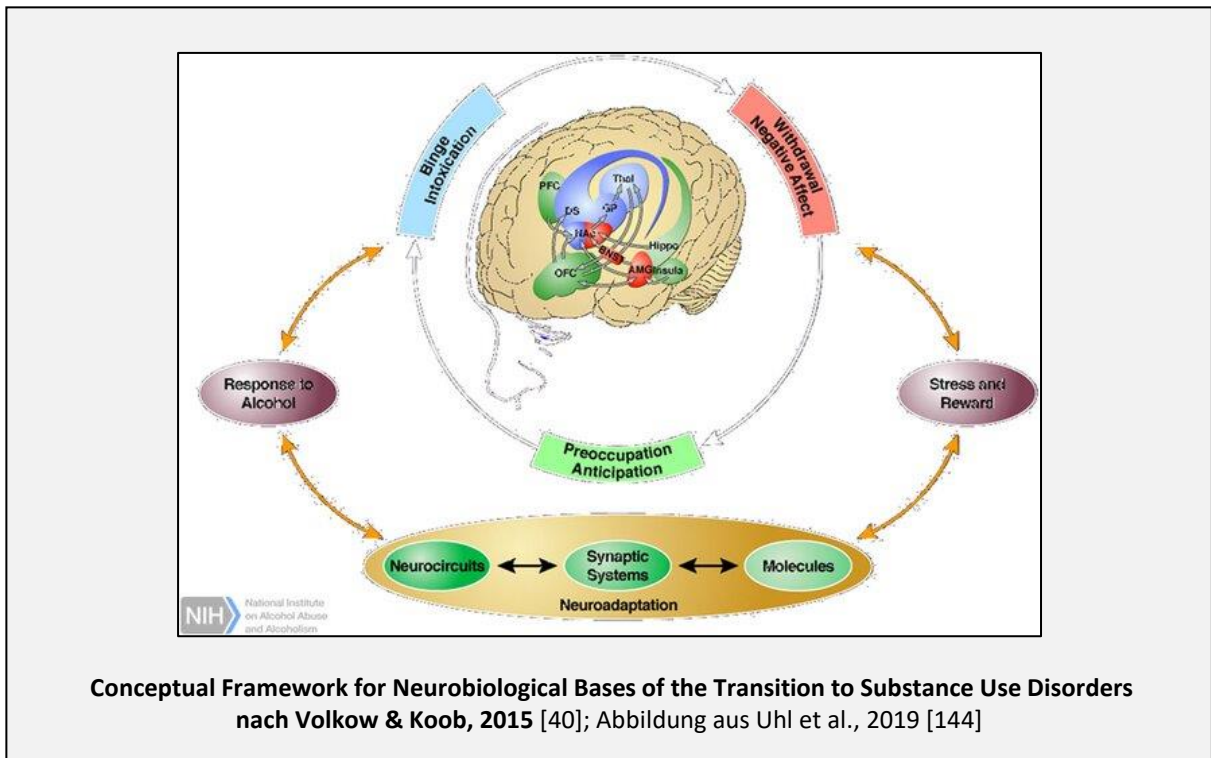 Binge
Intoxication
Withdrawal
Negative Affect
PFC
Thal
DS
GP
NAc
BNST
Hippo
OFC
AMG
Insula
Response to
Alcohol
Stress and
Reward
Preoccupation
Anticipation
Neurocircuits
Synaptic
Systems
Molecules
Neuroadaptation
NIH
National Institute
on Alcohol Abuse
and Alcoholism
Conceptual Framework for Neurobiological Bases of the Transition to Substance Use Disorders
nach Volkow & Koob, 2015 [40]; Abbildung aus Uhl et al., 2019 [144]